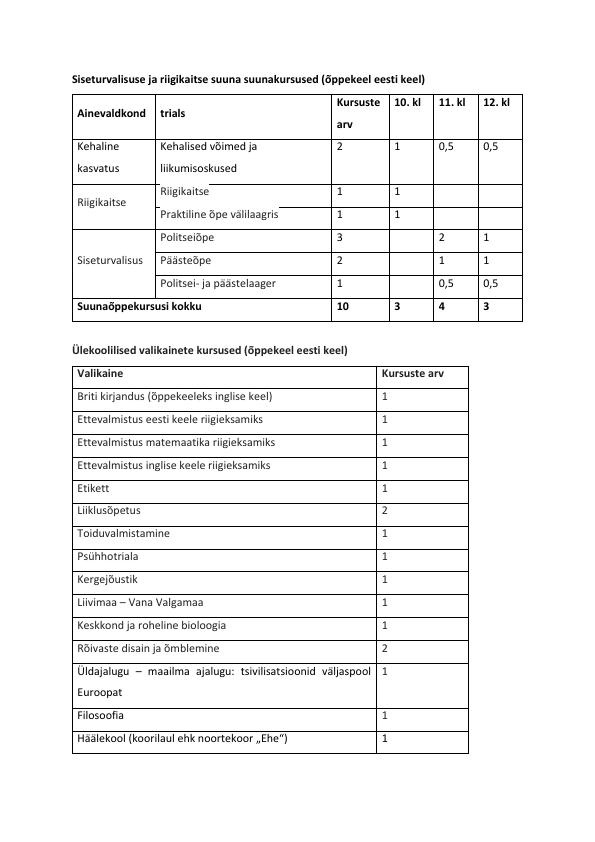 Siseturvalisuse ja riigikaitse suuna suunakursused (õppekeel eesti keel)
Ainevaldkond trials Kursuste arv 10. kl 11. kl 12. kl
Kehaline kasvatus Kehalised võimed ja liikumisoskused 2 1 0,5 0,5
Riigikaitse Riigikaitse 1 1
Praktiline õpe välilaagris 1 1
Siseturvalisus Politseiõpe 3 2 1
Päästeõpe 2 1 1
Politsei- ja päästelaager 1 0,5 0,5
Suunaõppekursusi kokku 10 3 4 3
Ülekoolilised valikainete kursused (õppekeel eesti keel)
Valikaine Kursuste arv
Briti kirjandus (õppekeeleks inglise keel) 1
Ettevalmistus eesti keele riigieksamiks 1
Ettevalmistus matemaatika riigieksamiks 1
Ettevalmistus inglise keele riigieksamiks 1
Etikett 1
Liiklusõpetus 2
Toiduvalmistamine 1
Psühhotriala 1
Kergejõustik 1
Liivimaa – Vana Valgamaa 1
Keskkond ja roheline bioloogia 1
Rõivaste disain ja õmblemine 2
Üldajalugu – maailma ajalugu: tsivilisatsioonid väljaspool 1
Euroopat
Filosoofia 1
Häälekool (koorilaul ehk noortekoor „Ehe“) 1